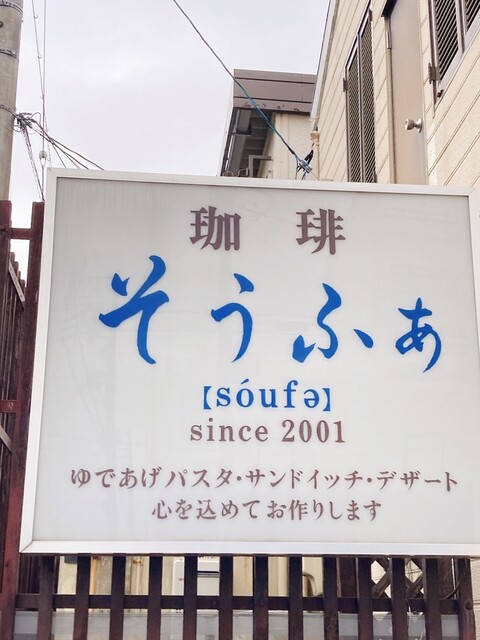 珈琲
そうふぁ
【sóufə】
since 2001
ゆであげパスタ・サンドイッチ・デザート
心を込めてお作りします